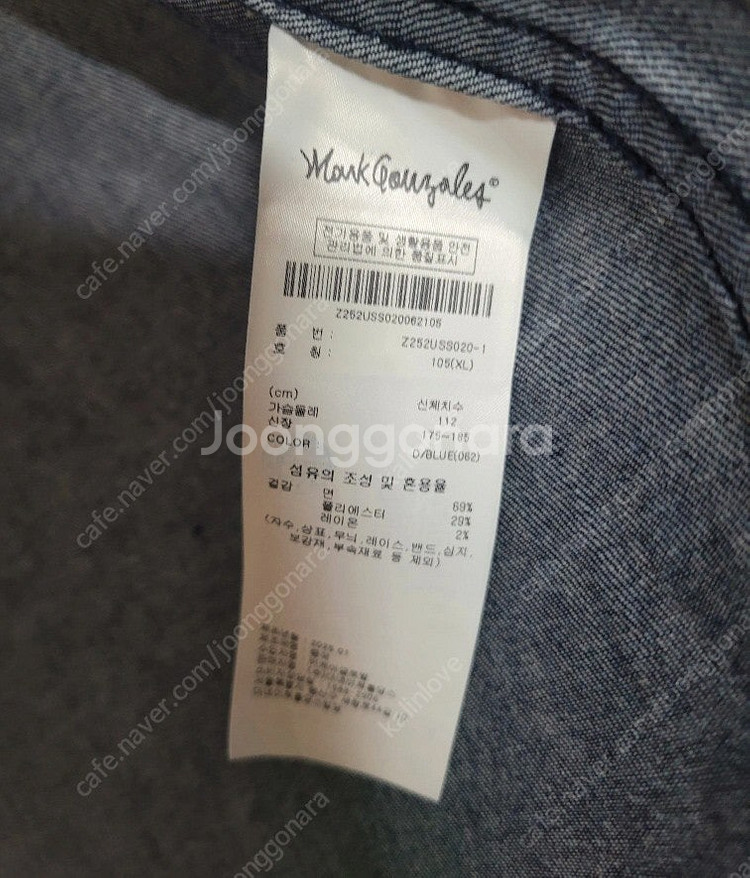 Mark Gonzales©
전기용품 및 생활용품 안전
관리법에 의한 품질표시
Z252USS020062105
품 번 : Z252USS020-1
호 칭 : 105(XL)
(cm) 신체치수
가슴둘레 112
신장 175~185
COLOR : D/BLUE(062)
섬유의 조성 및 혼용율
겉감 면 69%
폴리에스터 29%
레이온 2%
(자수,상표,무늬,레이스,밴드,심지,
보강재,부속재료 등 제외)
Joonggonara
cafe.naver.com/joonggonara
kalinlove